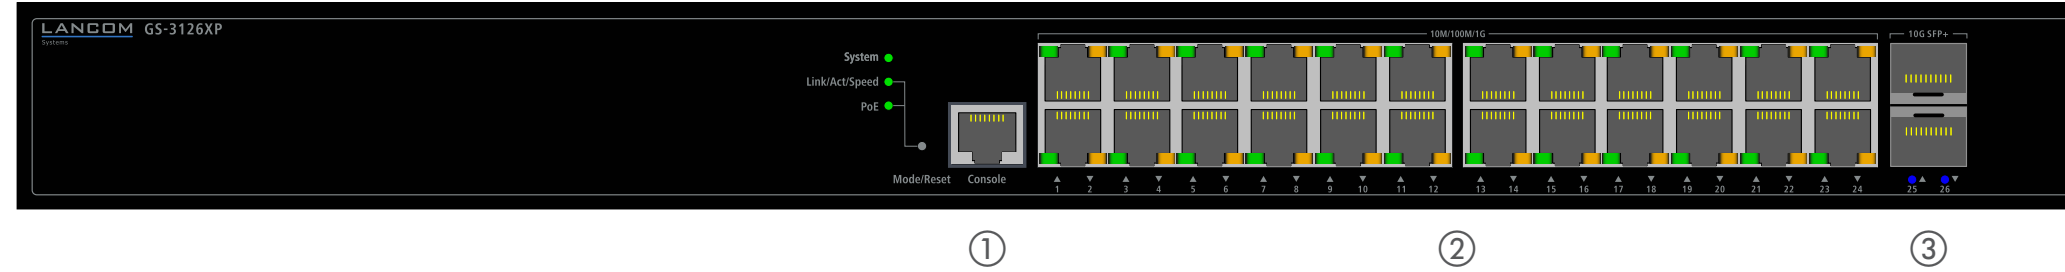 LANCOM GS-3126XP
Systems
10M/100M/1G
10G SFP+
System
Link/Act/Speed
PoE
Mode/Reset Console
▲ ▼ ▲ ▼ ▲ ▼ ▲ ▼ ▲ ▼ ▲ ▼ ▲ ▼ ▲ ▼ ▲ ▼ ▲ ▼ ▲ ▼ ▲ ▼ ▲ ▼
1 2 3 4 5 6 7 8 9 10 11 12 13 14 15 16 17 18 19 20 21 22 23 24 25 26
① ② ③